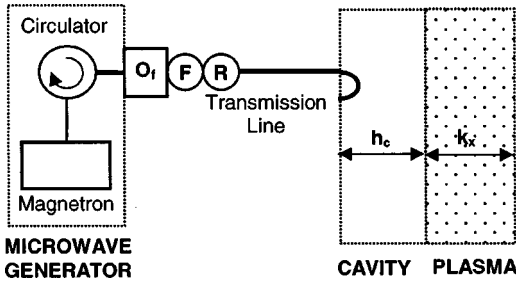 Circulator
O_f
F
R
Transmission
Line
h_c
k_x
Magnetron
MICROWAVE
GENERATOR
CAVITY PLASMA